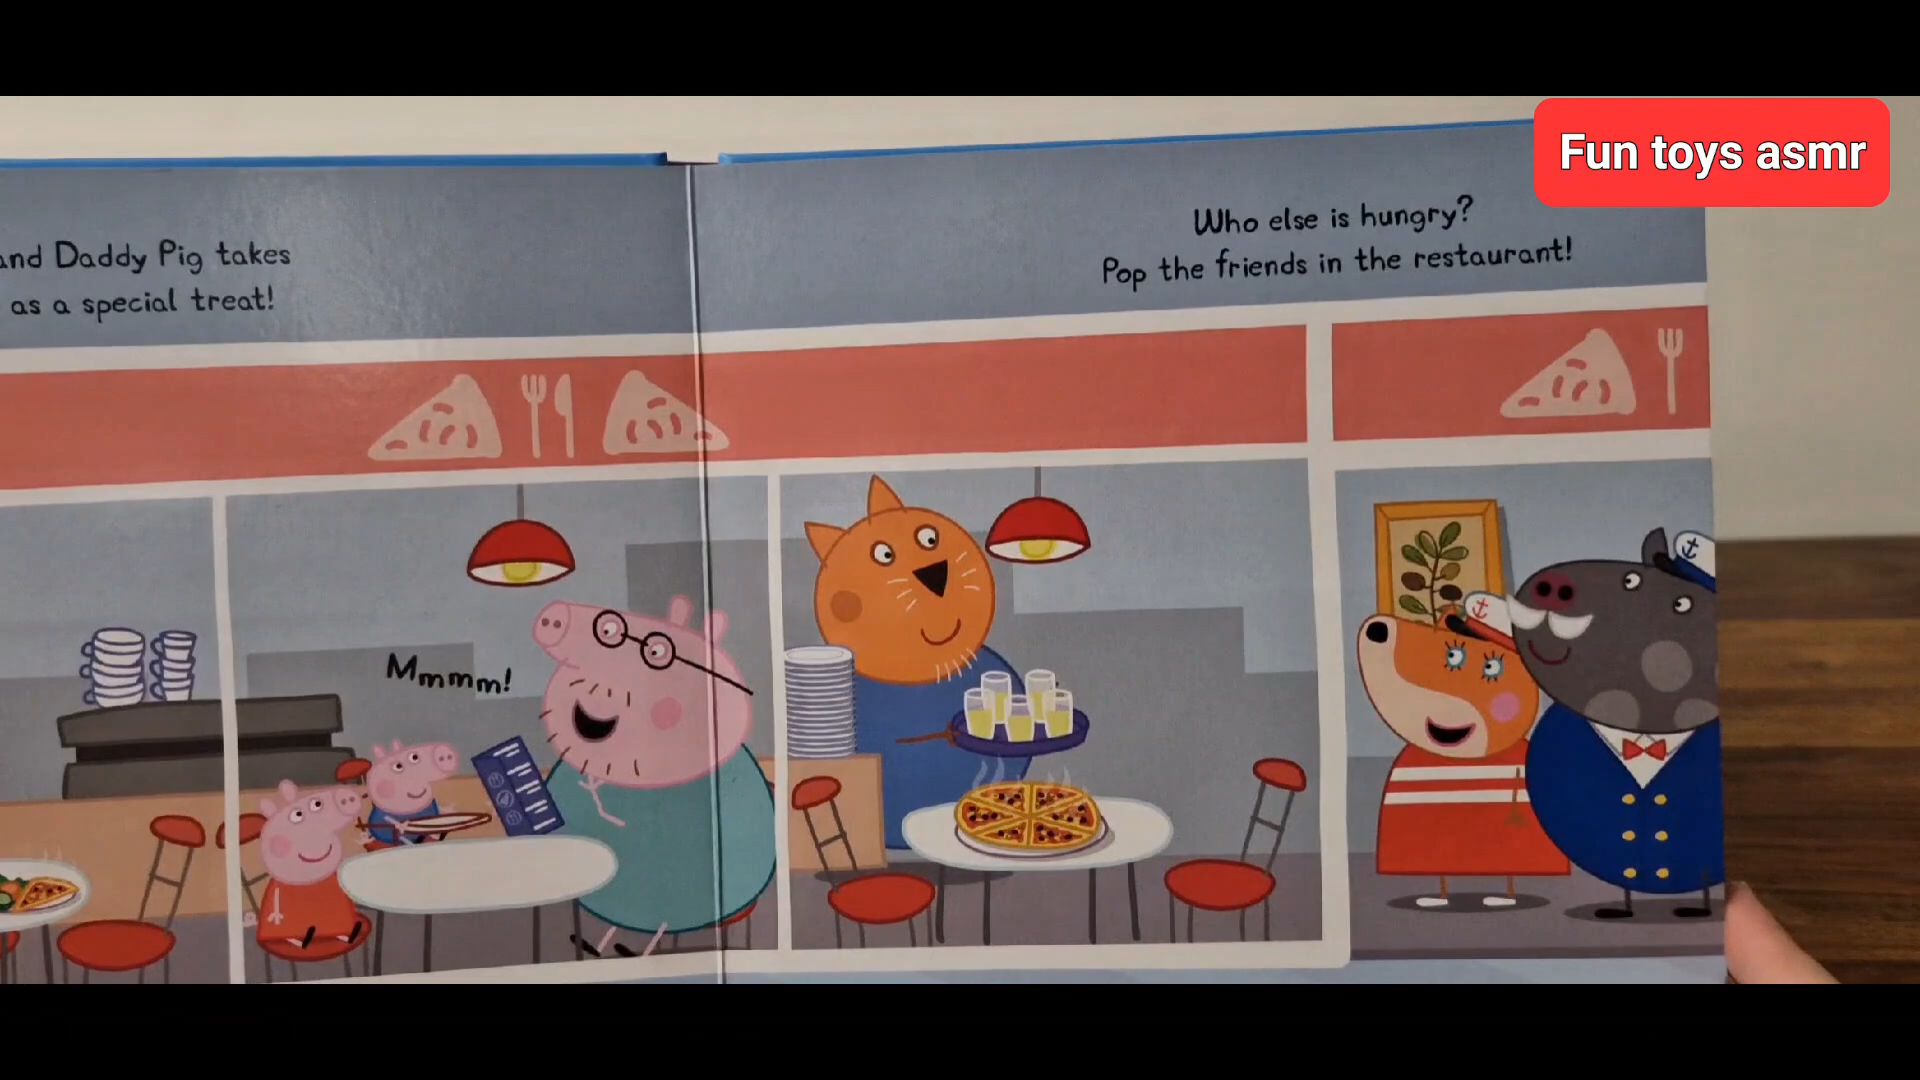 and Daddy Pig takes
as a special treat!
Who else is hungry?
Pop the friends in the restaurant!
Mmmm!
Fun toys asmr